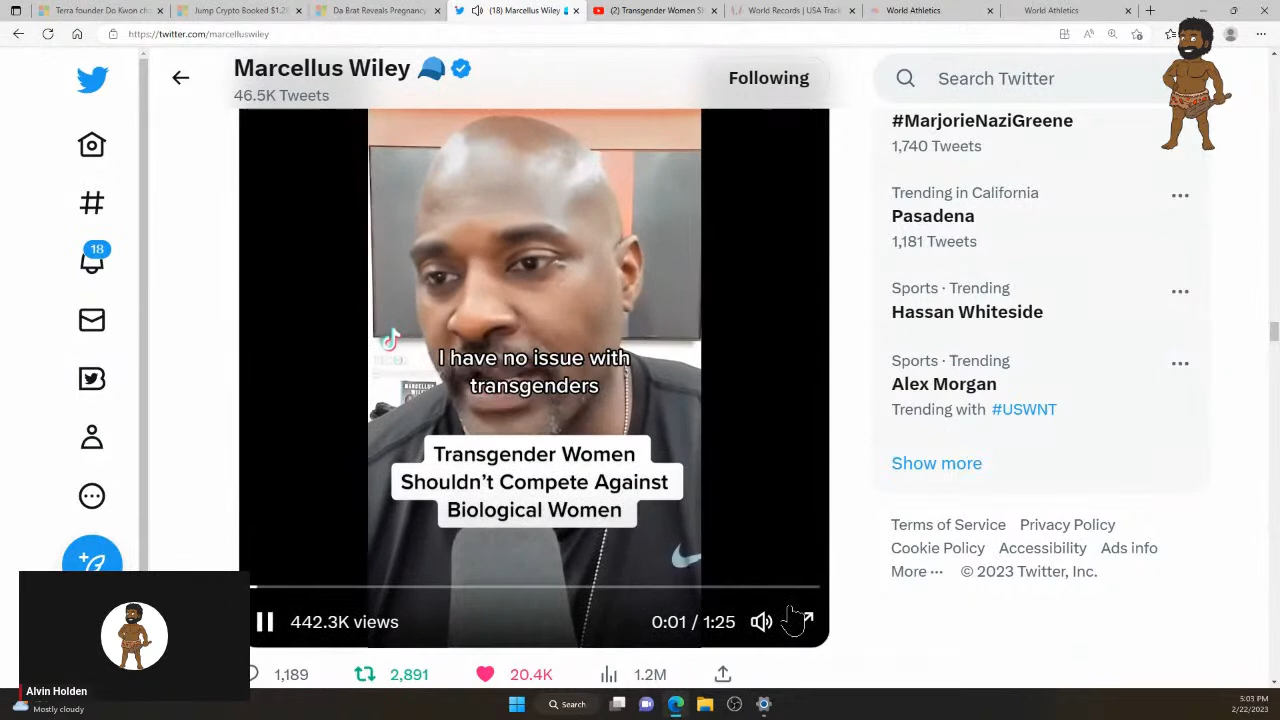 Terra founder Do Kwon ch
Jump Crypto Booked $1.28
Da Brat Reveals Pregnancy
(18) Marcellus Wiley
(2) Transgender Women Sh
World Records | USA Track
World Athletics
World Athletics
https://twitter.com/marcelluswiley
Marcellus Wiley
46.5K Tweets
Following
Search Twitter
18
I have no issue with
transgenders
Transgender Women
Shouldn't Compete Against
Biological Women
442.3K views
0:01 / 1:25
1,189
2,891
20.4K
1.2M
#MarjorieNaziGreene
1,740 Tweets
Trending in California
Pasadena
1,181 Tweets
Sports · Trending
Hassan Whiteside
Sports · Trending
Alex Morgan
Trending with #USWNT
Show more
Terms of Service Privacy Policy
Cookie Policy Accessibility Ads info
More ··· © 2023 Twitter, Inc.
Alvin Holden
Mostly cloudy
Search
5:03 PM
2/22/2023